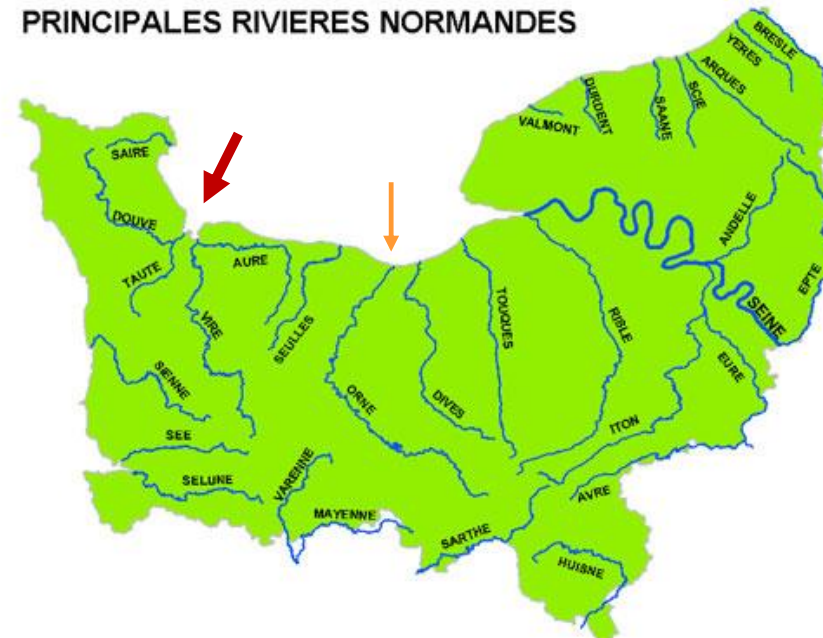 PRINCIPALES RIVIERES NORMANDES
BRESLE
YERES
ARQUES
SCIE
SAANE
DURDENT
VALMONT
SAIRE
DOUVE
TAUTE
AURE
VIRE
SEULLES
ANDELLE
EPTE
SEINE
TOUQUES
RIBLE
EURE
SIENNE
ORNE
DIVES
ITON
SEE
SELUNE
VARENNE
MAYENNE
SARTHE
AVRE
HUISNE